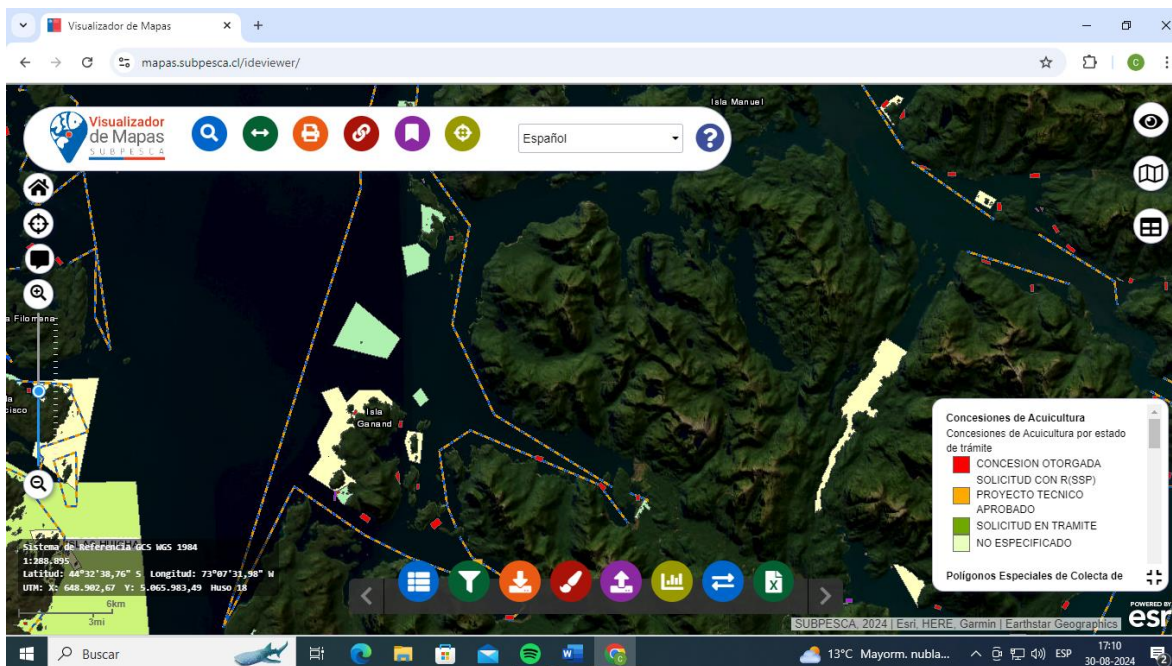 Visualizador de Mapas
mapas.subpesca.cl/ideviewer/
C
Isla Manuel
Visualizador
de Mapas
SUBPESCA
Español
?
Filomena
Isla
Ganand
Concesiones de Acuicultura
Concesiones de Acuicultura por estado
de trámite
CONCESION OTORGADA
SOLICITUD CON R(SSP)
PROYECTO TECNICO
APROBADO
SOLICITUD EN TRAMITE
NO ESPECIFICADO
Polígonos Especiales de Colecta de
Sistema de Referencia GCS WGS 1984
1:288.895
Latitud: 44°32'38,76" S Longitud: 73°07'31,98" W
UTM: X: 648.902,67 Y: 5.065.983,49 Huso 18
6km
3mi
SUBPESCA, 2024 | Esri, HERE, Garmin | Earthstar Geographics
POWERED BY
esri
Buscar
13°C Mayorm. nubla...
ESP
17:10
30-08-2024